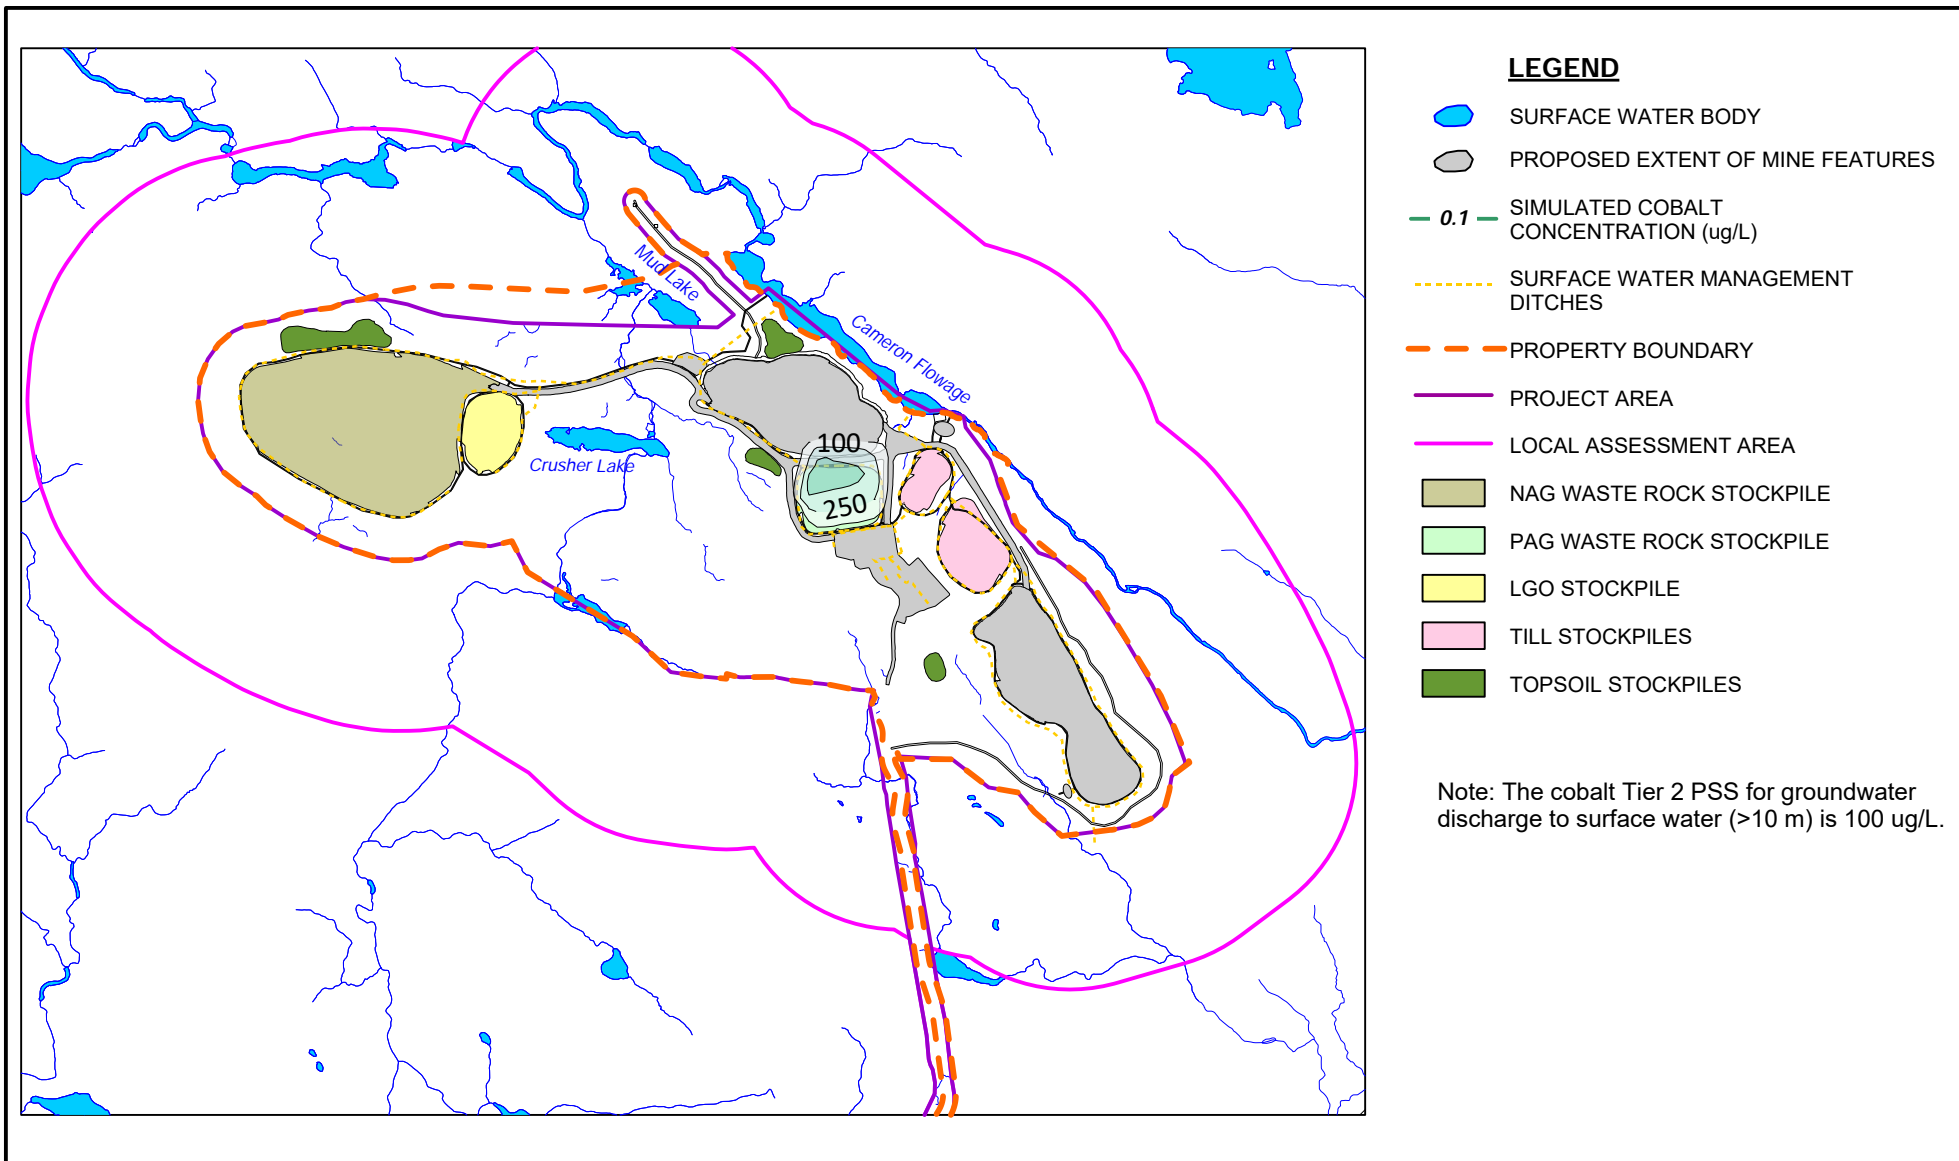 LEGEND
SURFACE WATER BODY
PROPOSED EXTENT OF MINE FEATURES
0.1
SIMULATED COBALT
CONCENTRATION (ug/L)
SURFACE WATER MANAGEMENT
DITCHES
PROPERTY BOUNDARY
PROJECT AREA
LOCAL ASSESSMENT AREA
NAG WASTE ROCK STOCKPILE
PAG WASTE ROCK STOCKPILE
LGO STOCKPILE
TILL STOCKPILES
TOPSOIL STOCKPILES
Note: The cobalt Tier 2 PSS for groundwater
discharge to surface water (>10 m) is 100 ug/L.
Mud Lake
Cameron Flowage
Crusher Lake
100
250